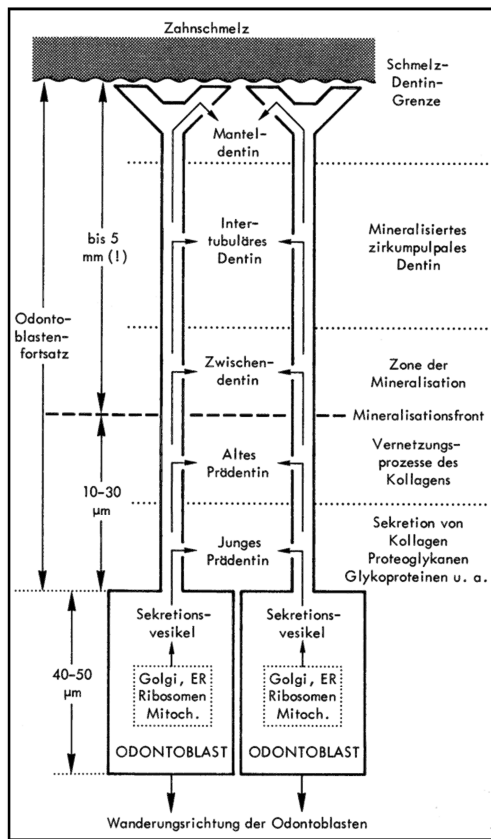 Zahnschmelz
Schmelz-
Dentin-
Grenze
Mantel-
dentin
bis 5
mm (!)
Inter-
tubuläres
Dentin
Mineralisiertes
zirkumpulpales
Dentin
Odonto-
blasten-
fortsatz
Zwischen-
dentin
Zone der
Mineralisation
Mineralisationsfront
Vernetzungs-
prozesse des
Kollagens
Altes
Prädentin
10-30
µm
Junges
Prädentin
Sekretion von
Kollagen
Proteoglykanen
Glykoproteinen u. a.
Sekretions-
vesikel
Sekretions-
vesikel
40-50
µm
Golgi, ER
Ribosomen
Mitoch.
Golgi, ER
Ribosomen
Mitoch.
ODONTOBLAST
ODONTOBLAST
Wanderungsrichtung der Odontoblasten